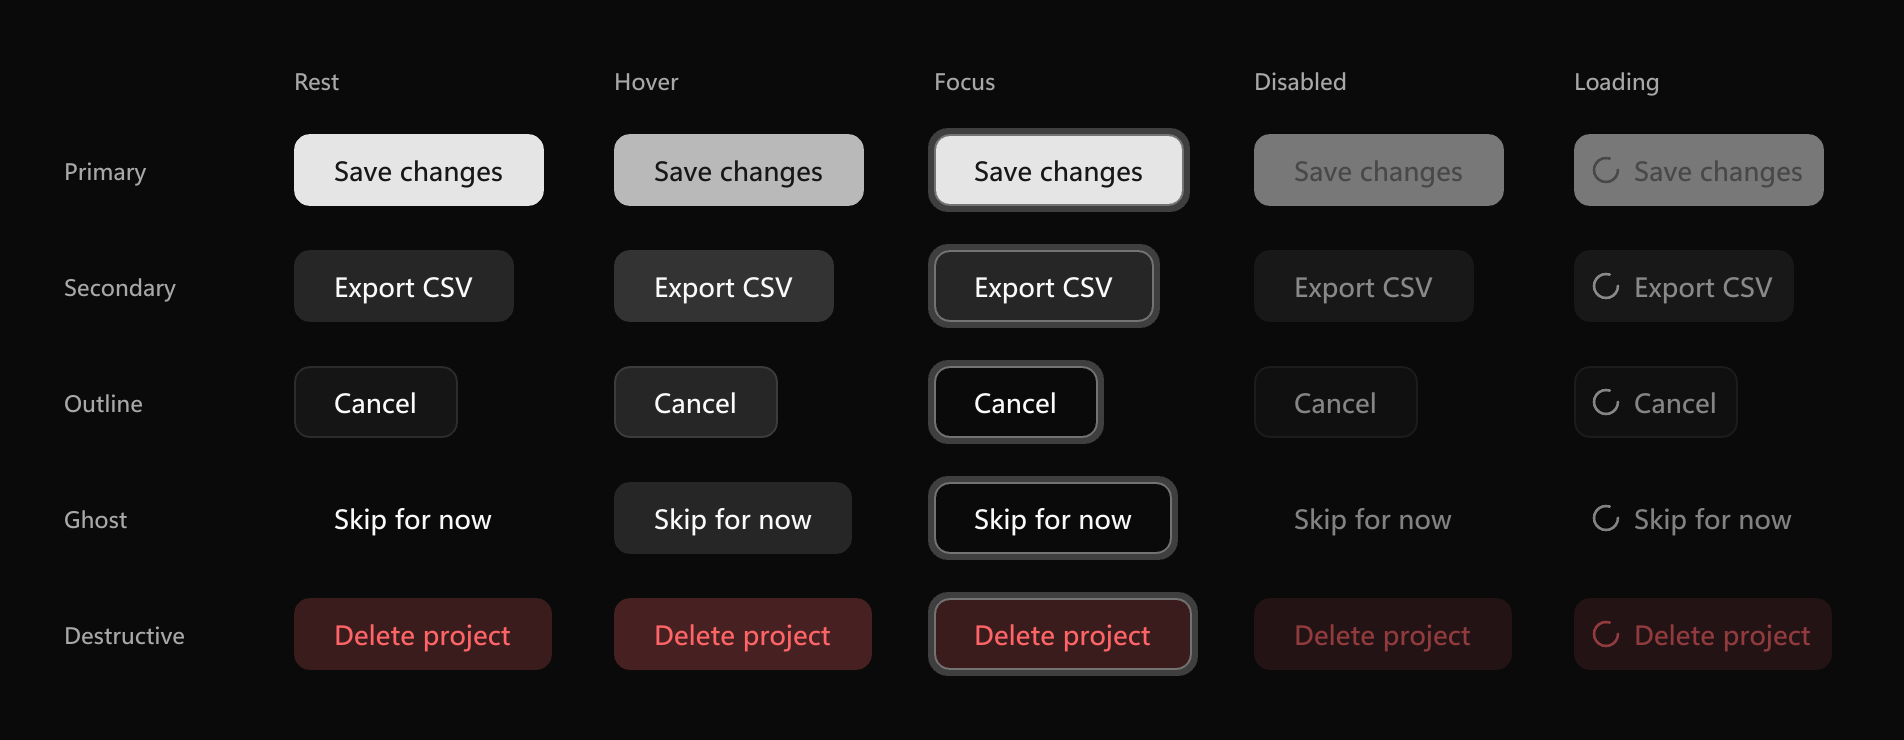 Rest Hover Focus Disabled Loading
Primary Save changes Save changes Save changes Save changes Save changes
Secondary Export CSV Export CSV Export CSV Export CSV Export CSV
Outline Cancel Cancel Cancel Cancel Cancel
Ghost Skip for now Skip for now Skip for now Skip for now Skip for now
Destructive Delete project Delete project Delete project Delete project Delete project